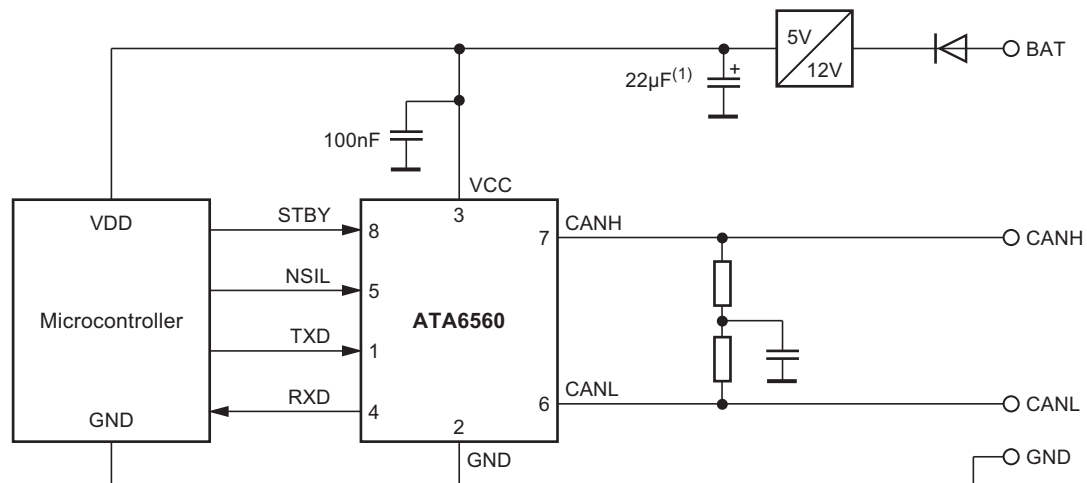 5V
12V
BAT
22µF(1)
+
100nF
VCC
3
VDD
STBY
8
7
CANH
CANH
NSIL
5
Microcontroller
ATA6560
TXD
1
RXD
4
6
CANL
CANL
GND
2
GND
GND